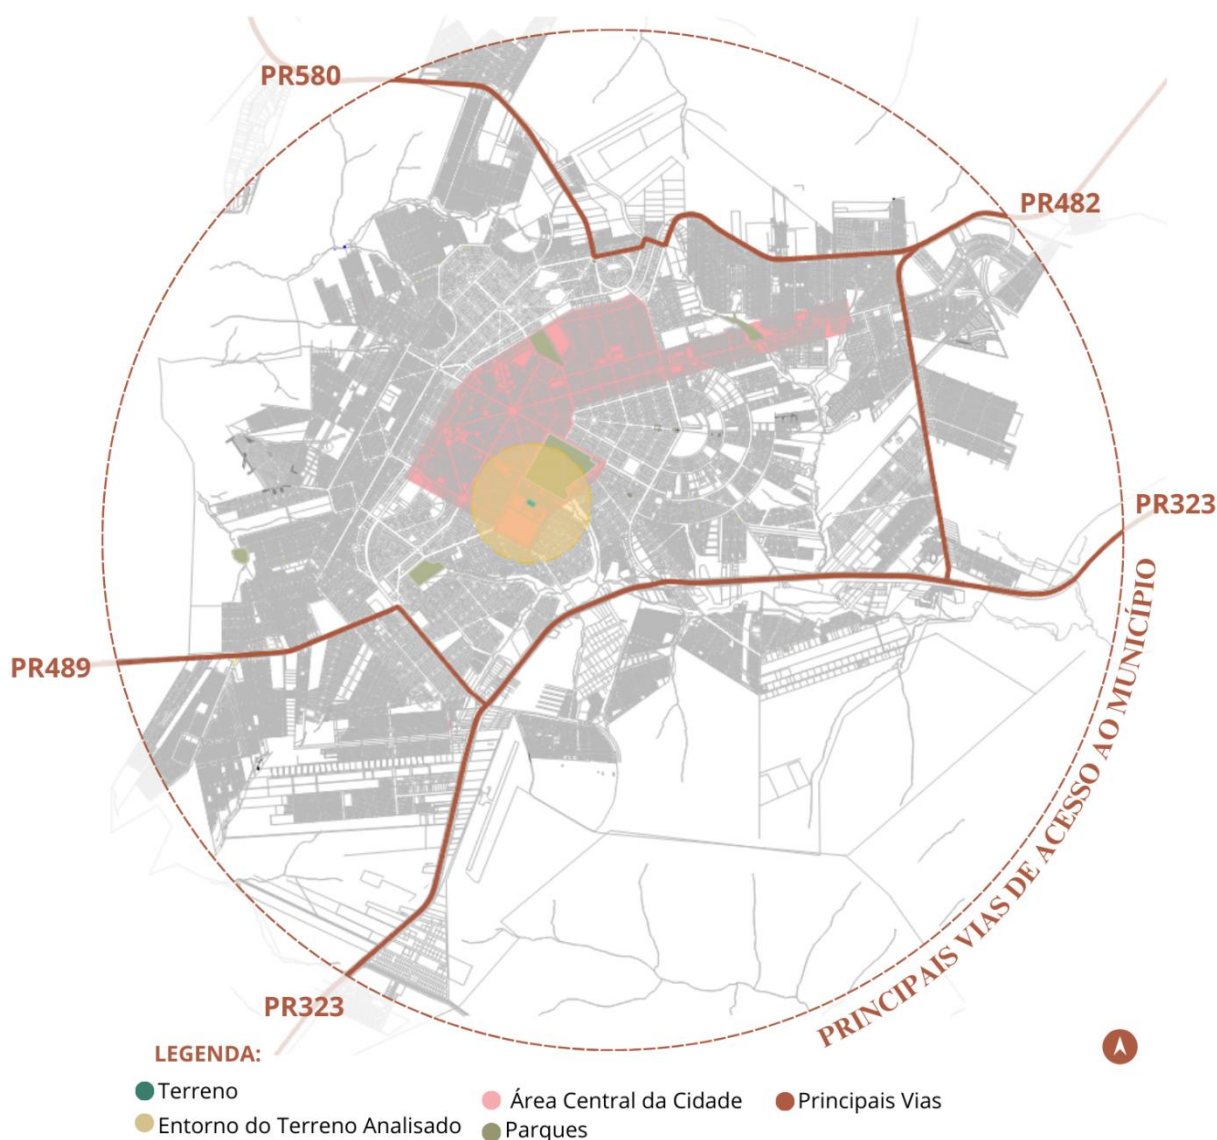 PR580
PR482
PR323
PR489
PR323
PRINCIPAIS VIAS DE ACESSO AO MUNICÍPIO
LEGENDA:
Terreno
Entorno do Terreno Analisado
Área Central da Cidade
Parques
Principais Vias